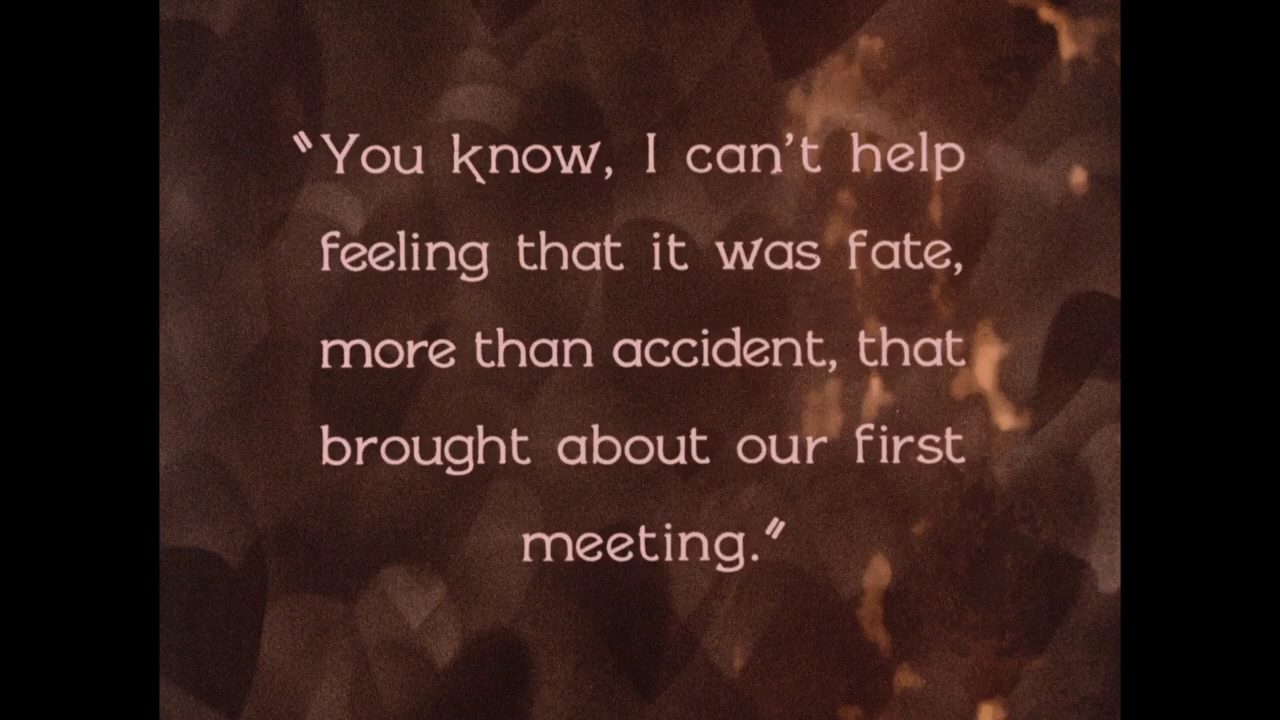 "You know, I can't help
feeling that it was fate,
more than accident, that
brought about our first
meeting."